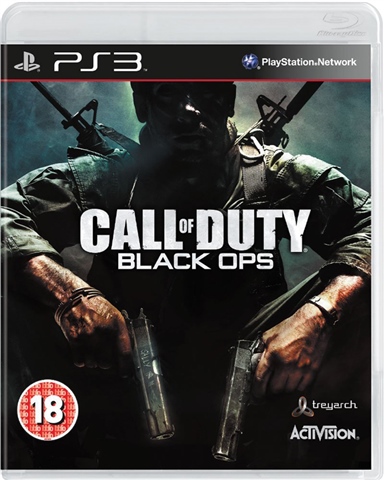 PS3
PlayStation®Network
CALL OF DUTY
BLACK OPS
18
treyarch
ACTIVISION.